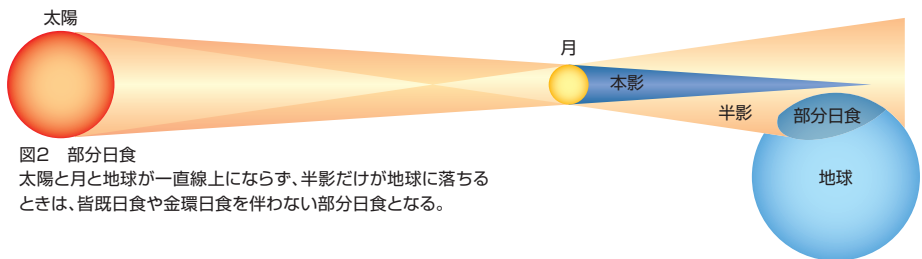 太陽
月
本影
半影
部分日食
地球
図2 部分日食
太陽と月と地球が一直線上にならず、半影だけが地球に落ちる
ときは、皆既日食や金環日食を伴わない部分日食となる。